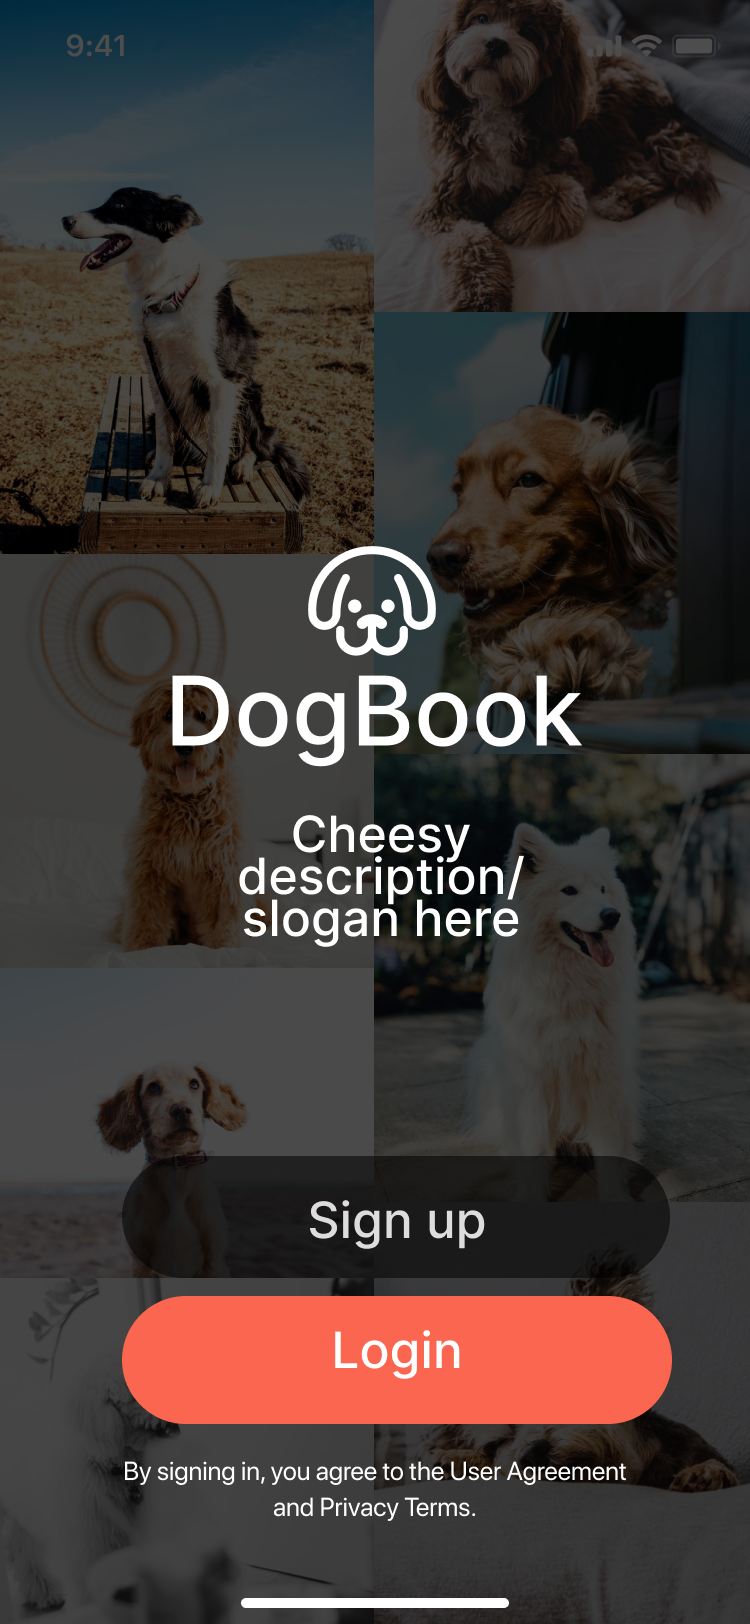 9:41
DogBook
Cheesy
description/
slogan here
Sign up
Login
By signing in, you agree to the User Agreement
and Privacy Terms.